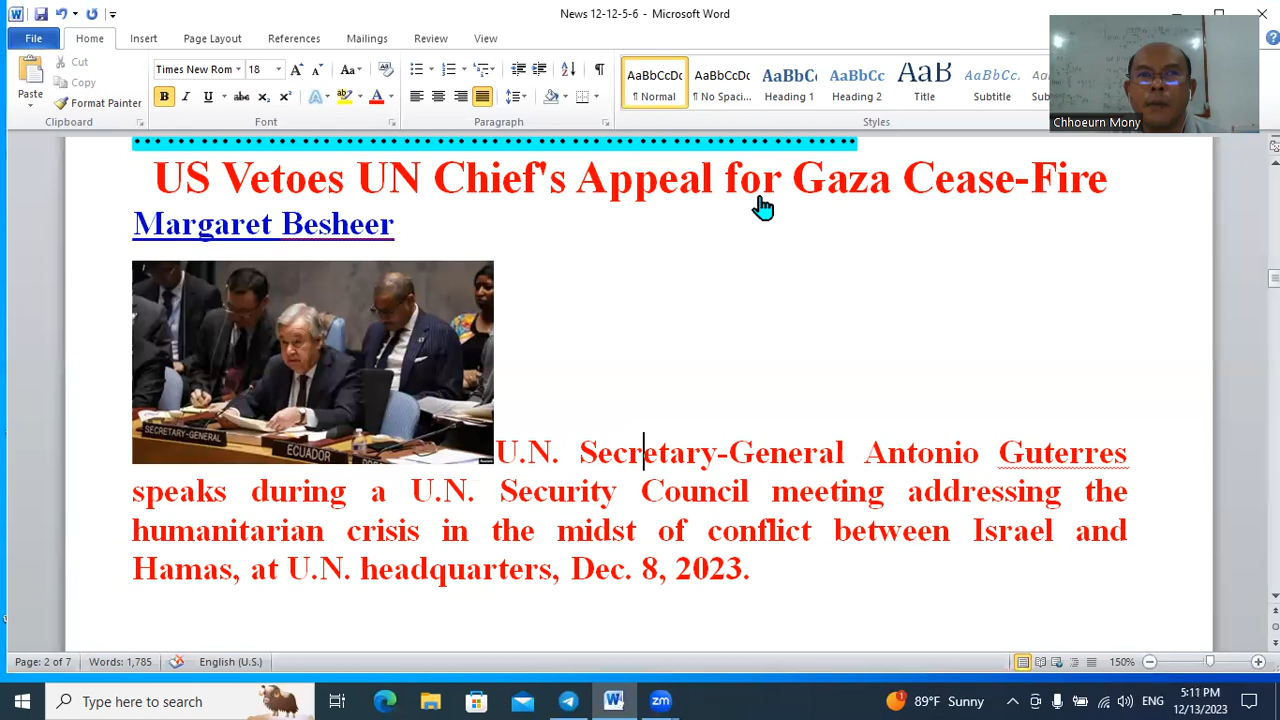 News 12-12-5-6 - Microsoft Word
File Home Insert Page Layout References Mailings Review View
Cut
Copy
Format Painter
Paste
Clipboard
Times New Rom 18
Font
Paragraph
AaBbCcDc AaBbCcDc AaBbCc AaBbCc AaB AaBbCc
¶ Normal ¶ No Spaci... Heading 1 Heading 2 Title Subtitle
Styles
Chhoeurn Mony
US Vetoes UN Chief's Appeal for Gaza Cease-Fire
Margaret Besheer
SECRETARY-GENERAL
ECUADOR
U.N. Secretary-General Antonio Guterres
speaks during a U.N. Security Council meeting addressing the
humanitarian crisis in the midst of conflict between Israel and
Hamas, at U.N. headquarters, Dec. 8, 2023.
Page: 2 of 7 Words: 1,785 English (U.S.) 150%
Type here to search
89°F Sunny ENG
5:11 PM
12/13/2023